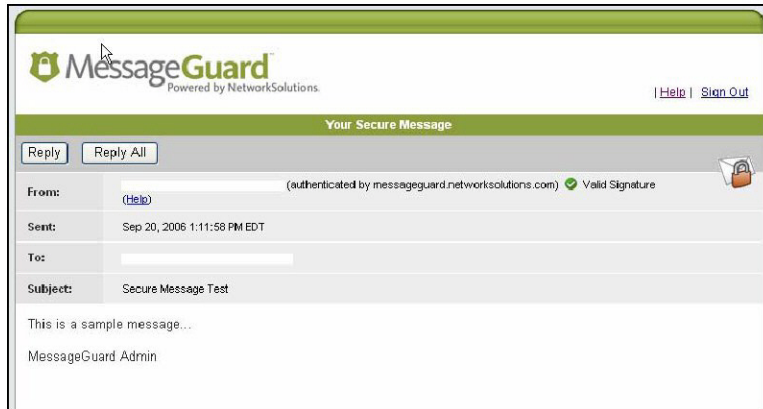 MessageGuard™
Powered by NetworkSolutions.
| Help | Sign Out
Your Secure Message
Reply Reply All
From: (authenticated by messageguard.networksolutions.com) Valid Signature
(Help)
Sent: Sep 20, 2006 1:11:58 PM EDT
To:
Subject: Secure Message Test
This is a sample message...
MessageGuard Admin